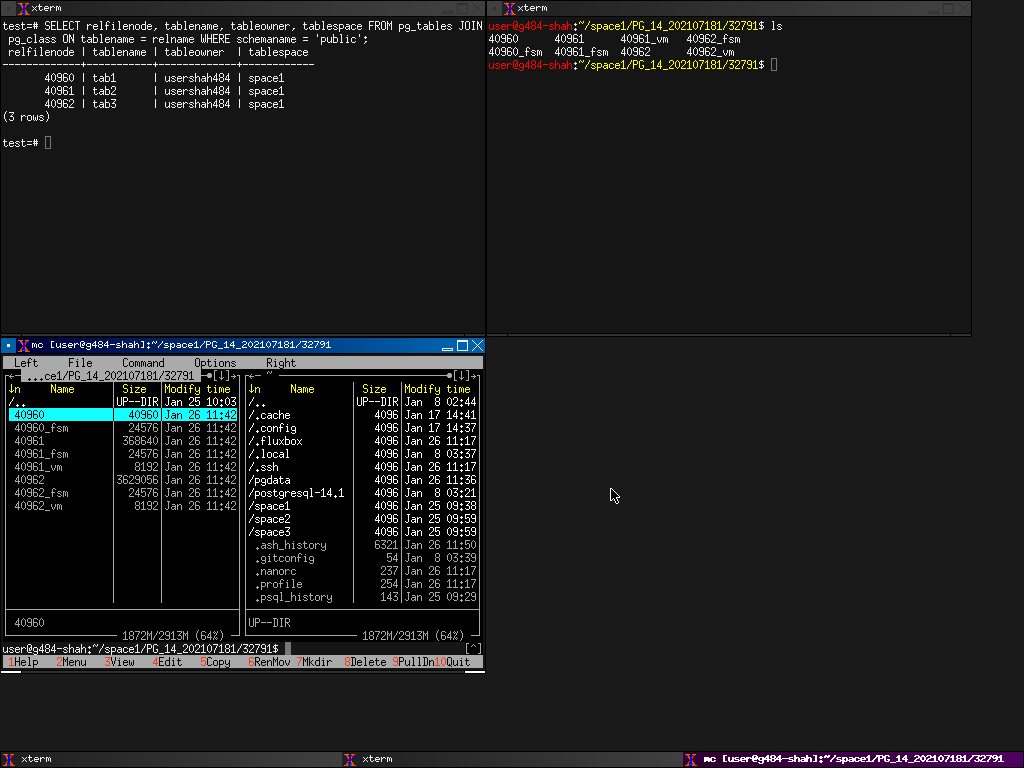 xterm
test=# SELECT relfilenode, tablename, tableowner, tablespace FROM pg_tables JOIN
 pg_class ON tablename = relname WHERE schemaname = 'public';
 relfilenode | tablename | tableowner | tablespace
-------------+-----------+-------------+------------
       40960 | tab1      | usershah484 | space1
       40961 | tab2      | usershah484 | space1
       40962 | tab3      | usershah484 | space1
(3 rows)
test=#
xterm
user@g484-shah:~/space1/PG_14_202107181/32791$ ls
40960      40961      40961_vm   40962_fsm
40960_fsm  40961_fsm  40962      40962_vm
user@g484-shah:~/space1/PG_14_202107181/32791$
mc [user@g484-shah]:~/space1/PG_14_202107181/32791
Left     File     Command     Options     Right
...ce1/PG_14_202107181/32791 [↓]
↓n Name | Size | Modify time
/.. | UP--DIR | Jan 25 10:03
40960 | 40960 | Jan 26 11:42
40960_fsm | 24576 | Jan 26 11:42
40961 | 368640 | Jan 26 11:42
40961_fsm | 24576 | Jan 26 11:42
40961_vm | 8192 | Jan 26 11:42
40962 | 3629056 | Jan 26 11:42
40962_fsm | 24576 | Jan 26 11:42
40962_vm | 8192 | Jan 26 11:42
40960
1872M/2913M (64%)
~ [↓]
↓n Name | Size | Modify time
/.. | UP--DIR | Jan  8 02:44
/.cache | 4096 | Jan 17 14:41
/.config | 4096 | Jan 17 14:37
/.fluxbox | 4096 | Jan 26 11:17
/.local | 4096 | Jan  8 03:37
/.ssh | 4096 | Jan 26 11:17
/pgdata | 4096 | Jan 26 11:36
/postgresql-14.1 | 4096 | Jan  8 03:21
/space1 | 4096 | Jan 25 09:38
/space2 | 4096 | Jan 25 09:59
/space3 | 4096 | Jan 25 09:59
.ash_history | 6321 | Jan 26 11:50
.gitconfig | 54 | Jan  8 03:39
.nanorc | 237 | Jan 26 11:17
.profile | 254 | Jan 26 11:17
.psql_history | 143 | Jan 25 09:29
UP--DIR
1872M/2913M (64%)
user@g484-shah:~/space1/PG_14_202107181/32791$ [^]
1Help 2Menu 3View 4Edit 5Copy 6RenMov 7Mkdir 8Delete 9PullDn 10Quit
xterm
xterm
mc [user@g484-shah]:~/space1/PG_14_202107181/32791